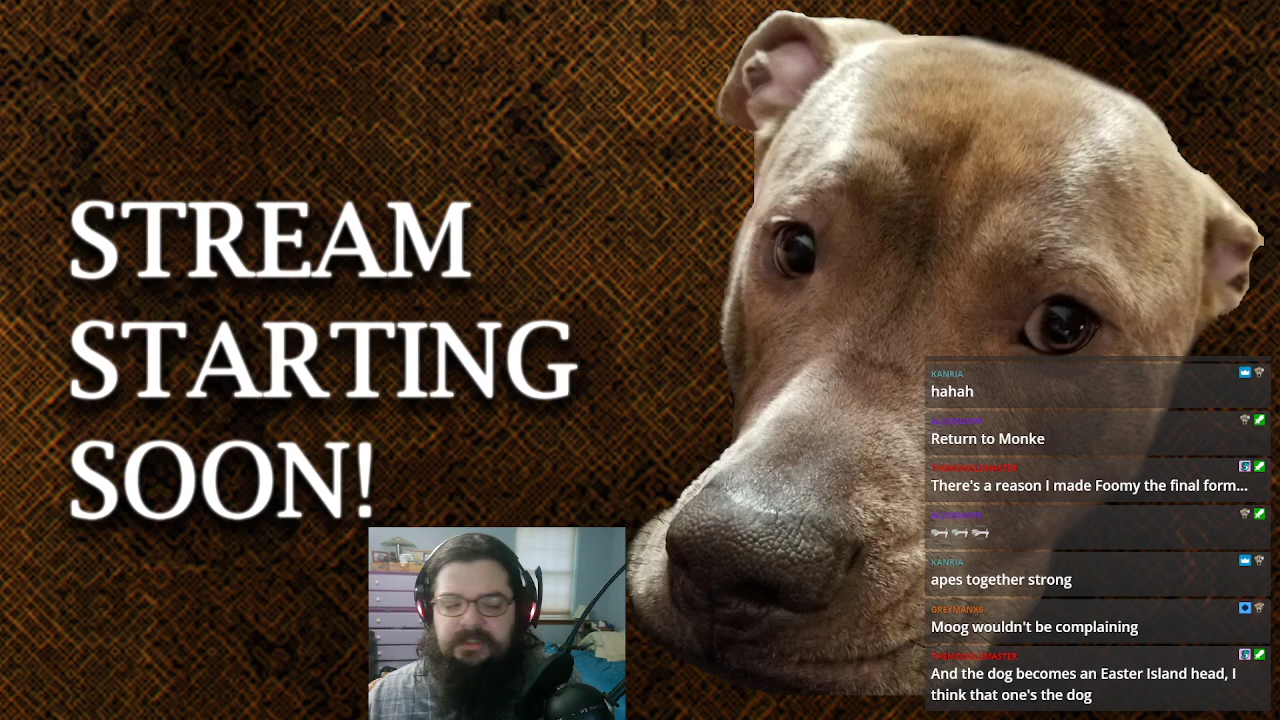 STREAM
STARTING
SOON!
KANRIA
hahah
Return to Monke
There's a reason I made Foomy the final form...
KANRIA
apes together strong
GREYMANX6
Moog wouldn't be complaining
And the dog becomes an Easter Island head, I
think that one's the dog